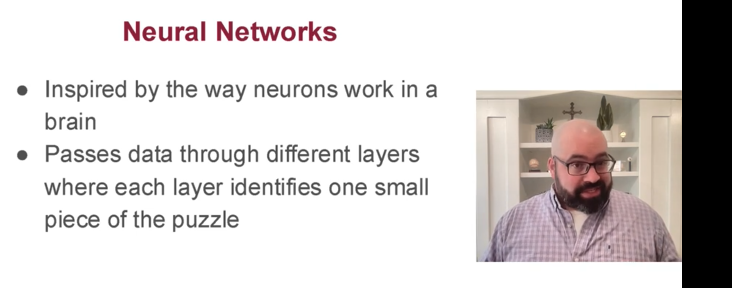 Neural Networks
● Inspired by the way neurons work in a
brain
● Passes data through different layers
where each layer identifies one small
piece of the puzzle